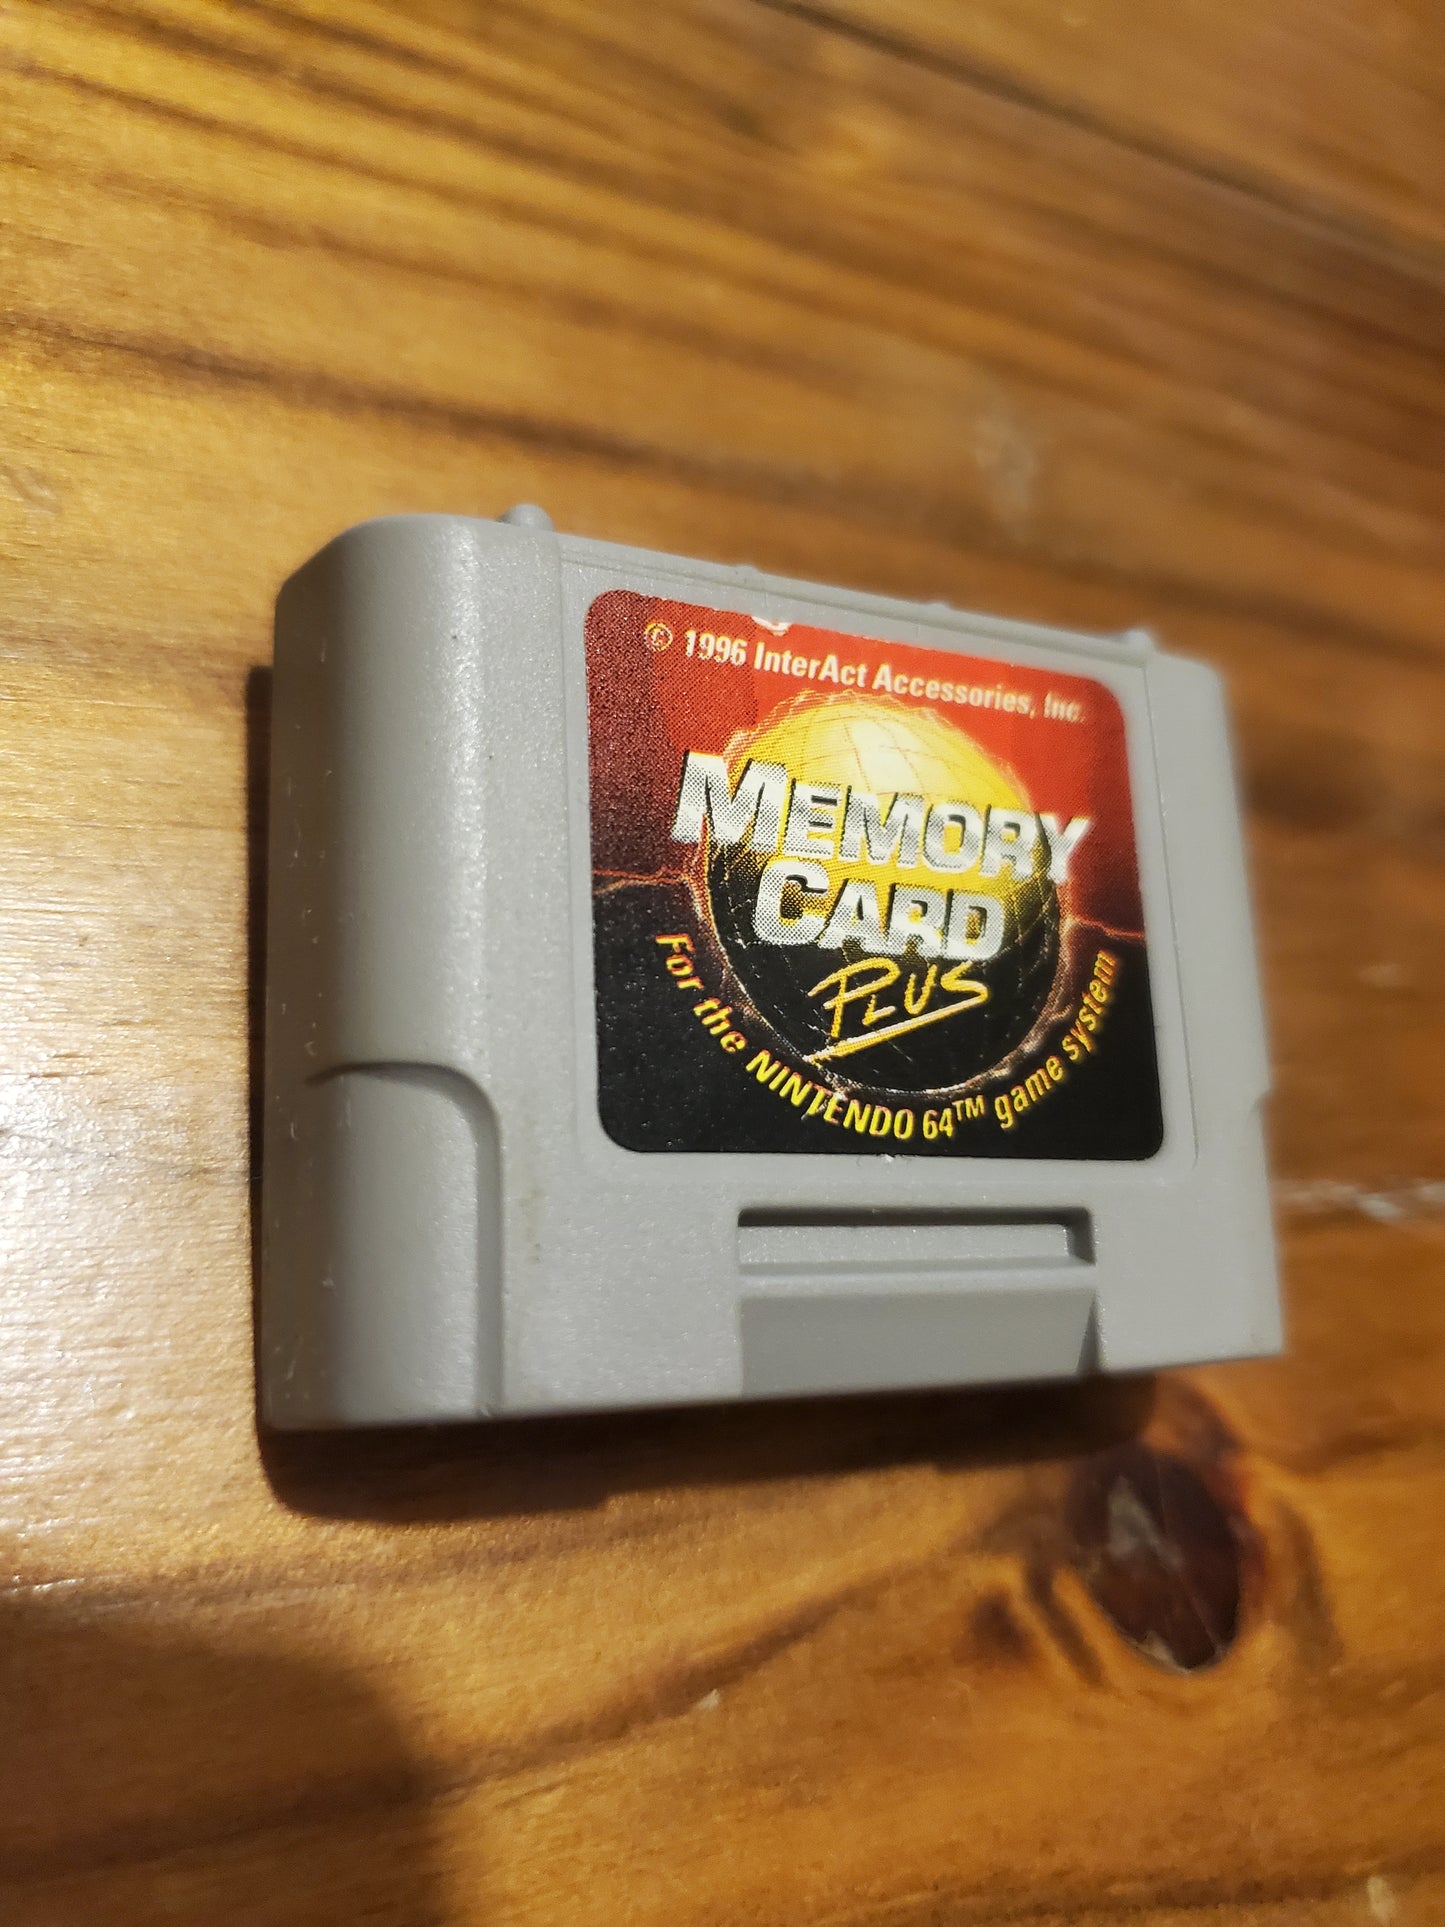 © 1996 InterAct Accessories, Inc.
MEMORY
CARD
PLUS
For the NINTENDO 64™ game system